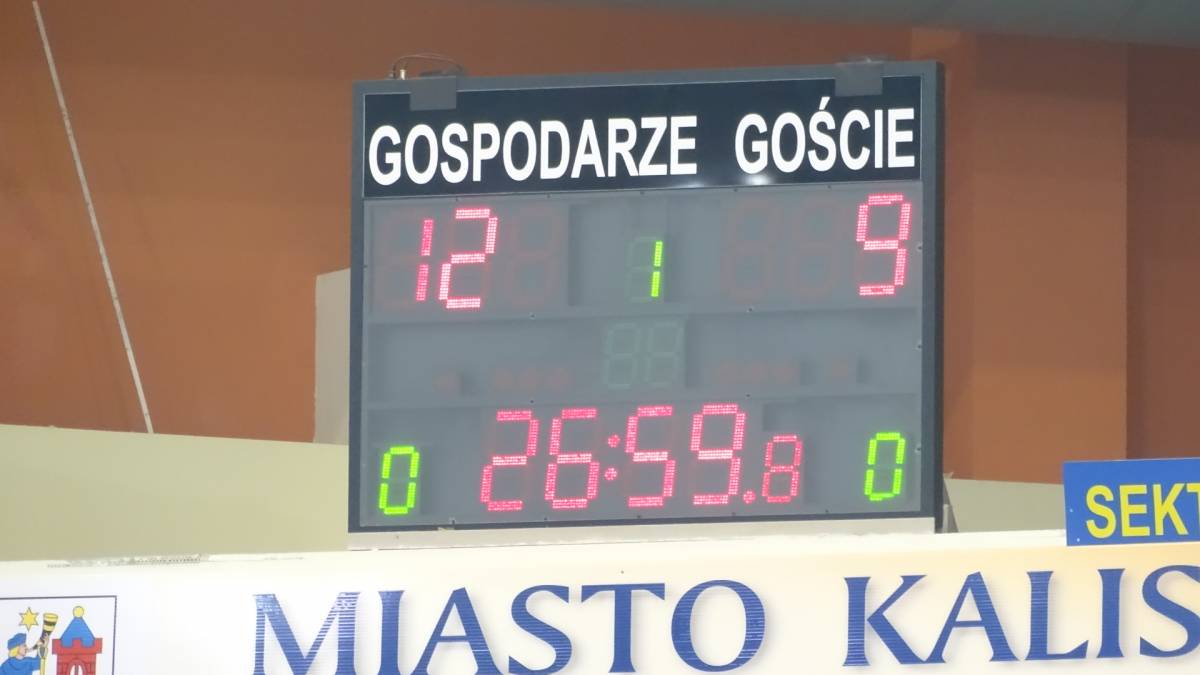 GOSPODARZE GOŚCIE
12 1 9
0 26:59.8 0
SEKT
MIASTO KALIS